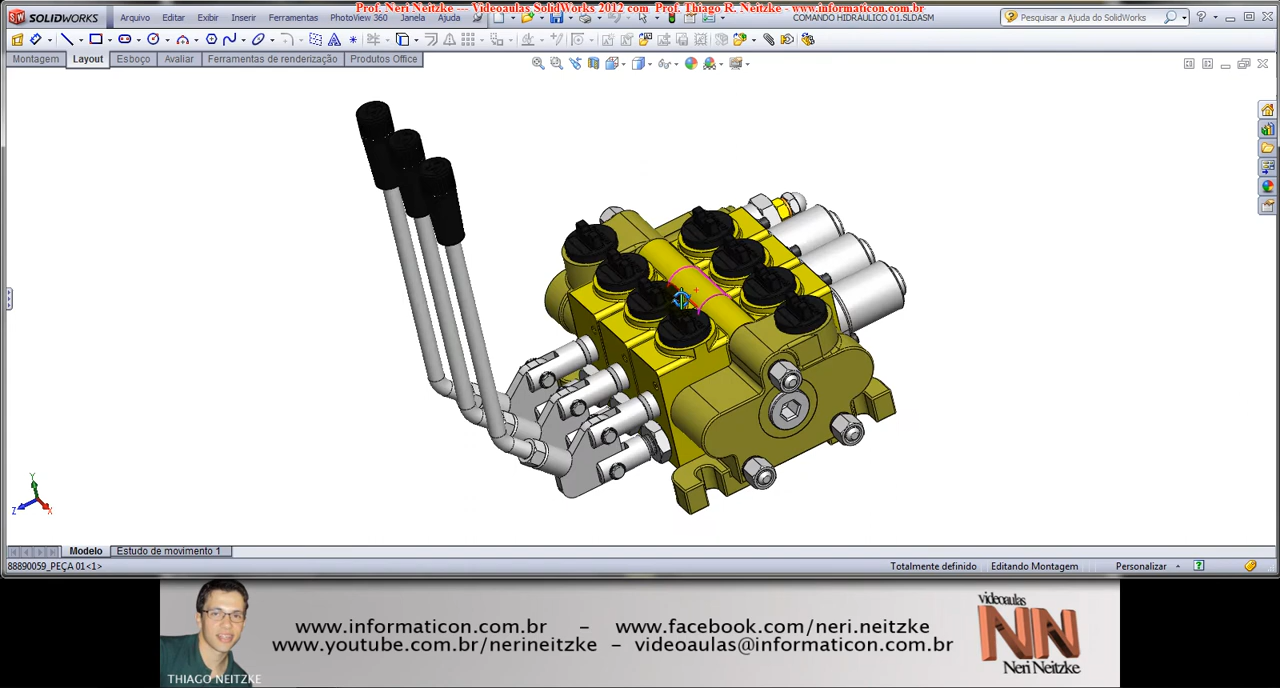 Prof. Neri Neitzke --- Videoaulas SolidWorks 2012 com Prof. Thiago R. Neitzke - www.informaticon.com.br
SOLIDWORKS
Arquivo Editar Exibir Inserir Ferramentas PhotoView 360 Janela Ajuda
COMANDO HIDRAULICO 01.SLDASM
Pesquisar a Ajuda do SolidWorks
Montagem Layout Esboço Avaliar Ferramentas de renderização Produtos Office
Y
Z
X
Modelo Estudo de movimento 1
88890059_PEÇA 01<1>
Totalmente definido Editando Montagem Personalizar
www.informaticon.com.br - www.facebook.com/neri.neitzke
www.youtube.com.br/nerineitzke - videoaulas@informaticon.com.br
THIAGO NEITZKE
videoaulas
NN
Neri Neitzke